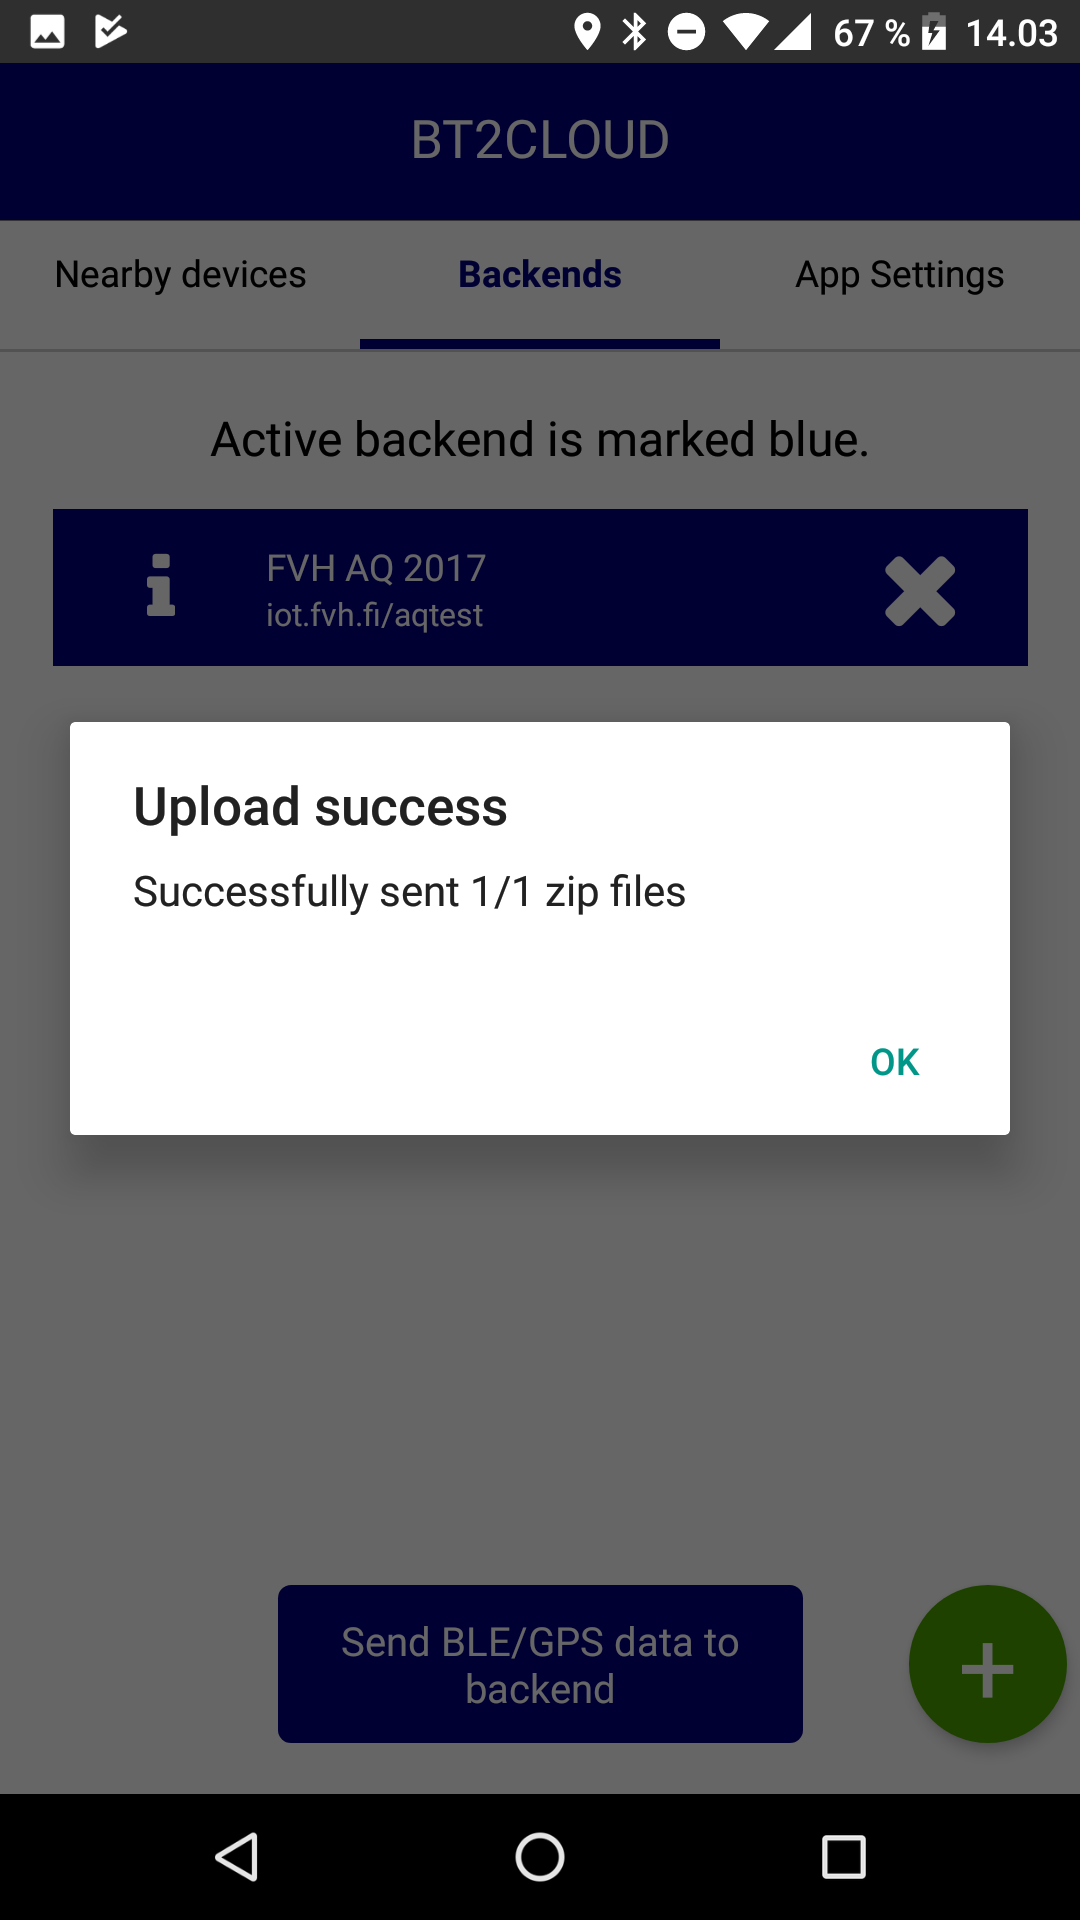 67 % 14.03
BT2CLOUD
Nearby devices Backends App Settings
Active backend is marked blue.
FVH AQ 2017
iot.fvh.fi/aqtest
Upload success
Successfully sent 1/1 zip files
OK
Send BLE/GPS data to
backend
+